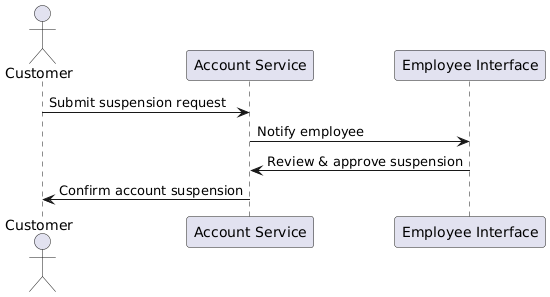 Customer
Account Service
Employee Interface
Submit suspension request
Notify employee
Review & approve suspension
Confirm account suspension
Customer
Account Service
Employee Interface